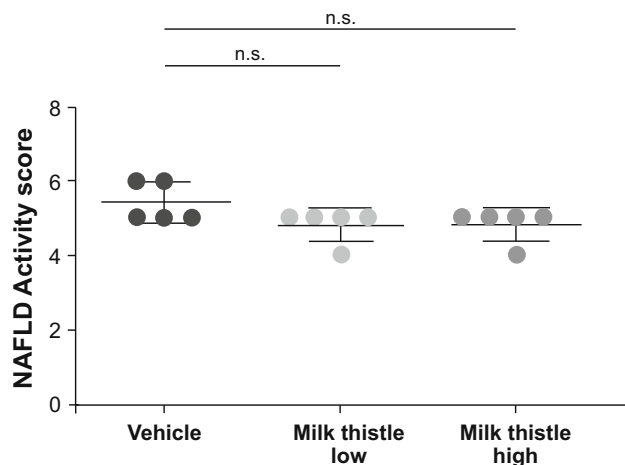 n.s.
n.s.
NAFLD Activity score
8
6
4
2
0
Vehicle
Milk thistle
low
Milk thistle
high